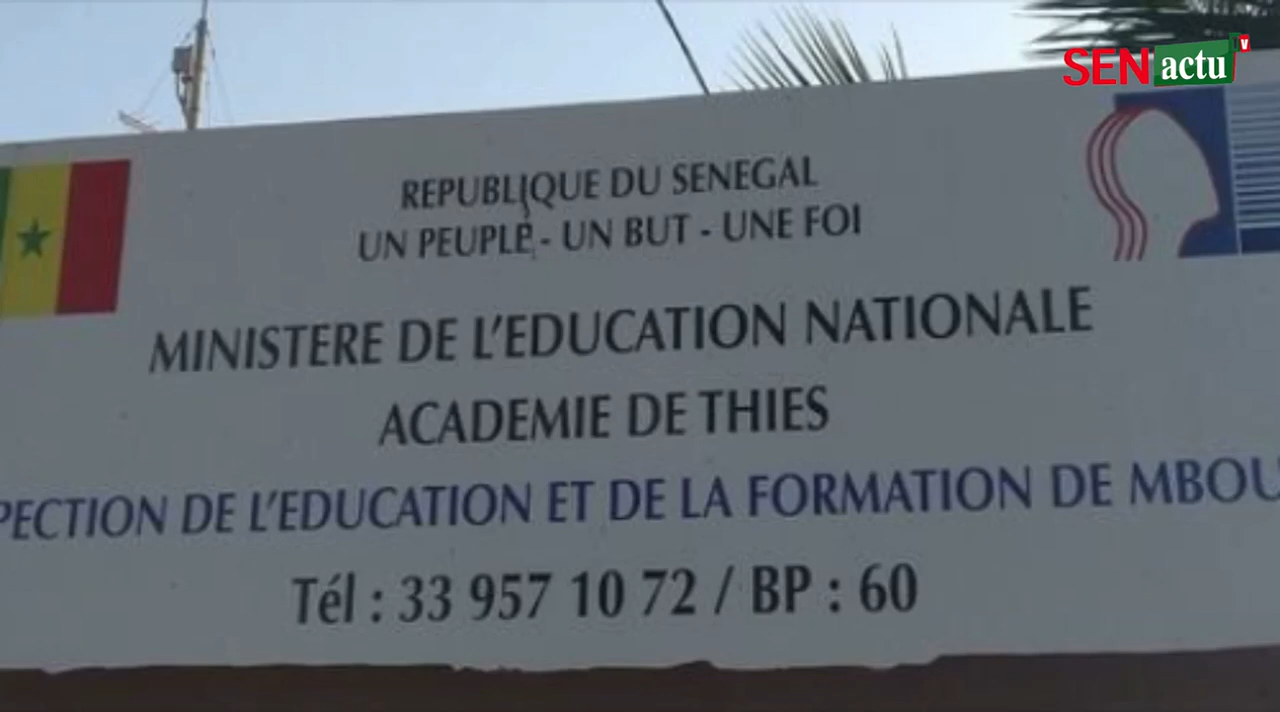 SENactu TV
REPUBLIQUE DU SENEGAL
UN PEUPLE - UN BUT - UNE FOI
MINISTERE DE L'EDUCATION NATIONALE
ACADEMIE DE THIES
PECTION DE L'EDUCATION ET DE LA FORMATION DE MBOU
Tél : 33 957 10 72 / BP : 60